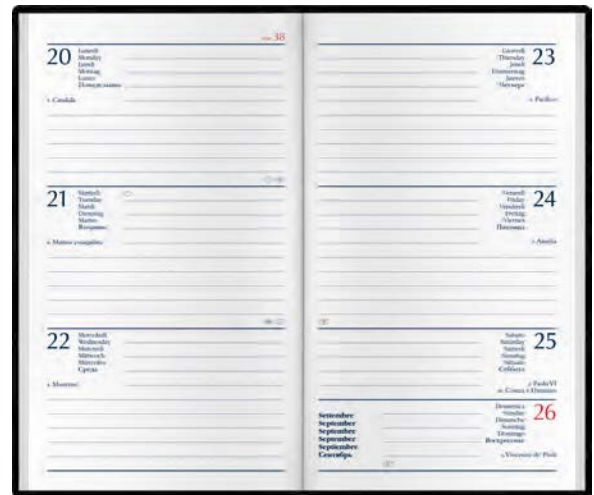 38
20
Lunedì
Monday
Lundi
Montag
Lunes
Понедельник
s. Candida
21
Martedì
Tuesday
Mardi
Dienstag
Martes
Вторник
s. Matteo evangelista
22
Mercoledì
Wednesday
Mercredi
Mittwoch
Miércoles
Среда
s. Maurizio
23
Giovedì
Thursday
Jeudi
Donnerstag
Jueves
Четверг
s. Pacifico
24
Venerdì
Friday
Vendredi
Freitag
Viernes
Пятница
s. Amelia
25
Sabato
Saturday
Samedi
Samstag
Sábado
Суббота
s. Paolo VI
ss. Cosma e Damiano
Settembre
September
Septembre
September
Septiembre
Сентябрь
26
Domenica
Sunday
Dimanche
Sonntag
Domingo
Воскресенье
s. Vincenzo de' Paoli